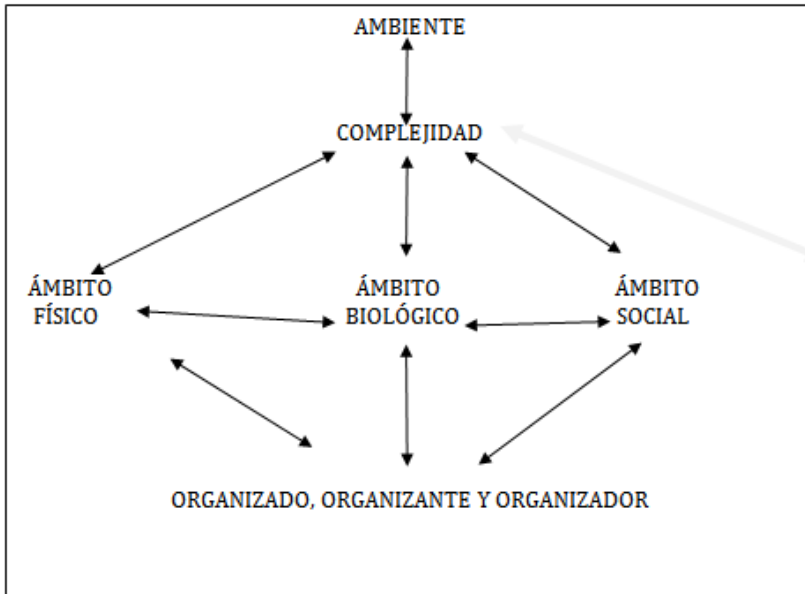 AMBIENTE
COMPLEJIDAD
ÁMBITO
FÍSICO
ÁMBITO
BIOLÓGICO
ÁMBITO
SOCIAL
ORGANIZADO, ORGANIZANTE Y ORGANIZADOR